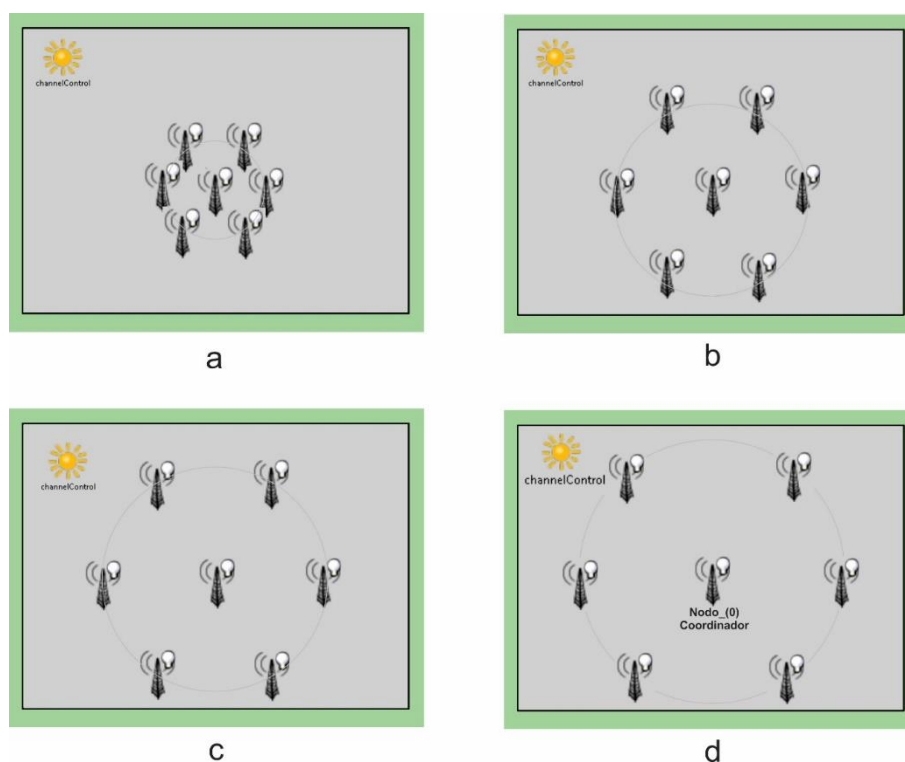 channelControl
a
channelControl
b
channelControl
c
channelControl
Nodo_(0)
Coordinador
d